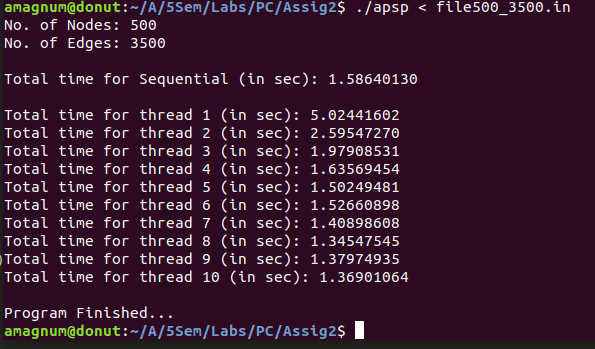 amagnum@donut:~/A/5Sem/Labs/PC/Assig2$ ./apsp < file500_3500.in
No. of Nodes: 500
No. of Edges: 3500
Total time for Sequential (in sec): 1.58640130
Total time for thread 1 (in sec): 5.02441602
Total time for thread 2 (in sec): 2.59547270
Total time for thread 3 (in sec): 1.97908531
Total time for thread 4 (in sec): 1.63569454
Total time for thread 5 (in sec): 1.50249481
Total time for thread 6 (in sec): 1.52660898
Total time for thread 7 (in sec): 1.40898608
Total time for thread 8 (in sec): 1.34547545
Total time for thread 9 (in sec): 1.37974935
Total time for thread 10 (in sec): 1.36901064
Program Finished...
amagnum@donut:~/A/5Sem/Labs/PC/Assig2$